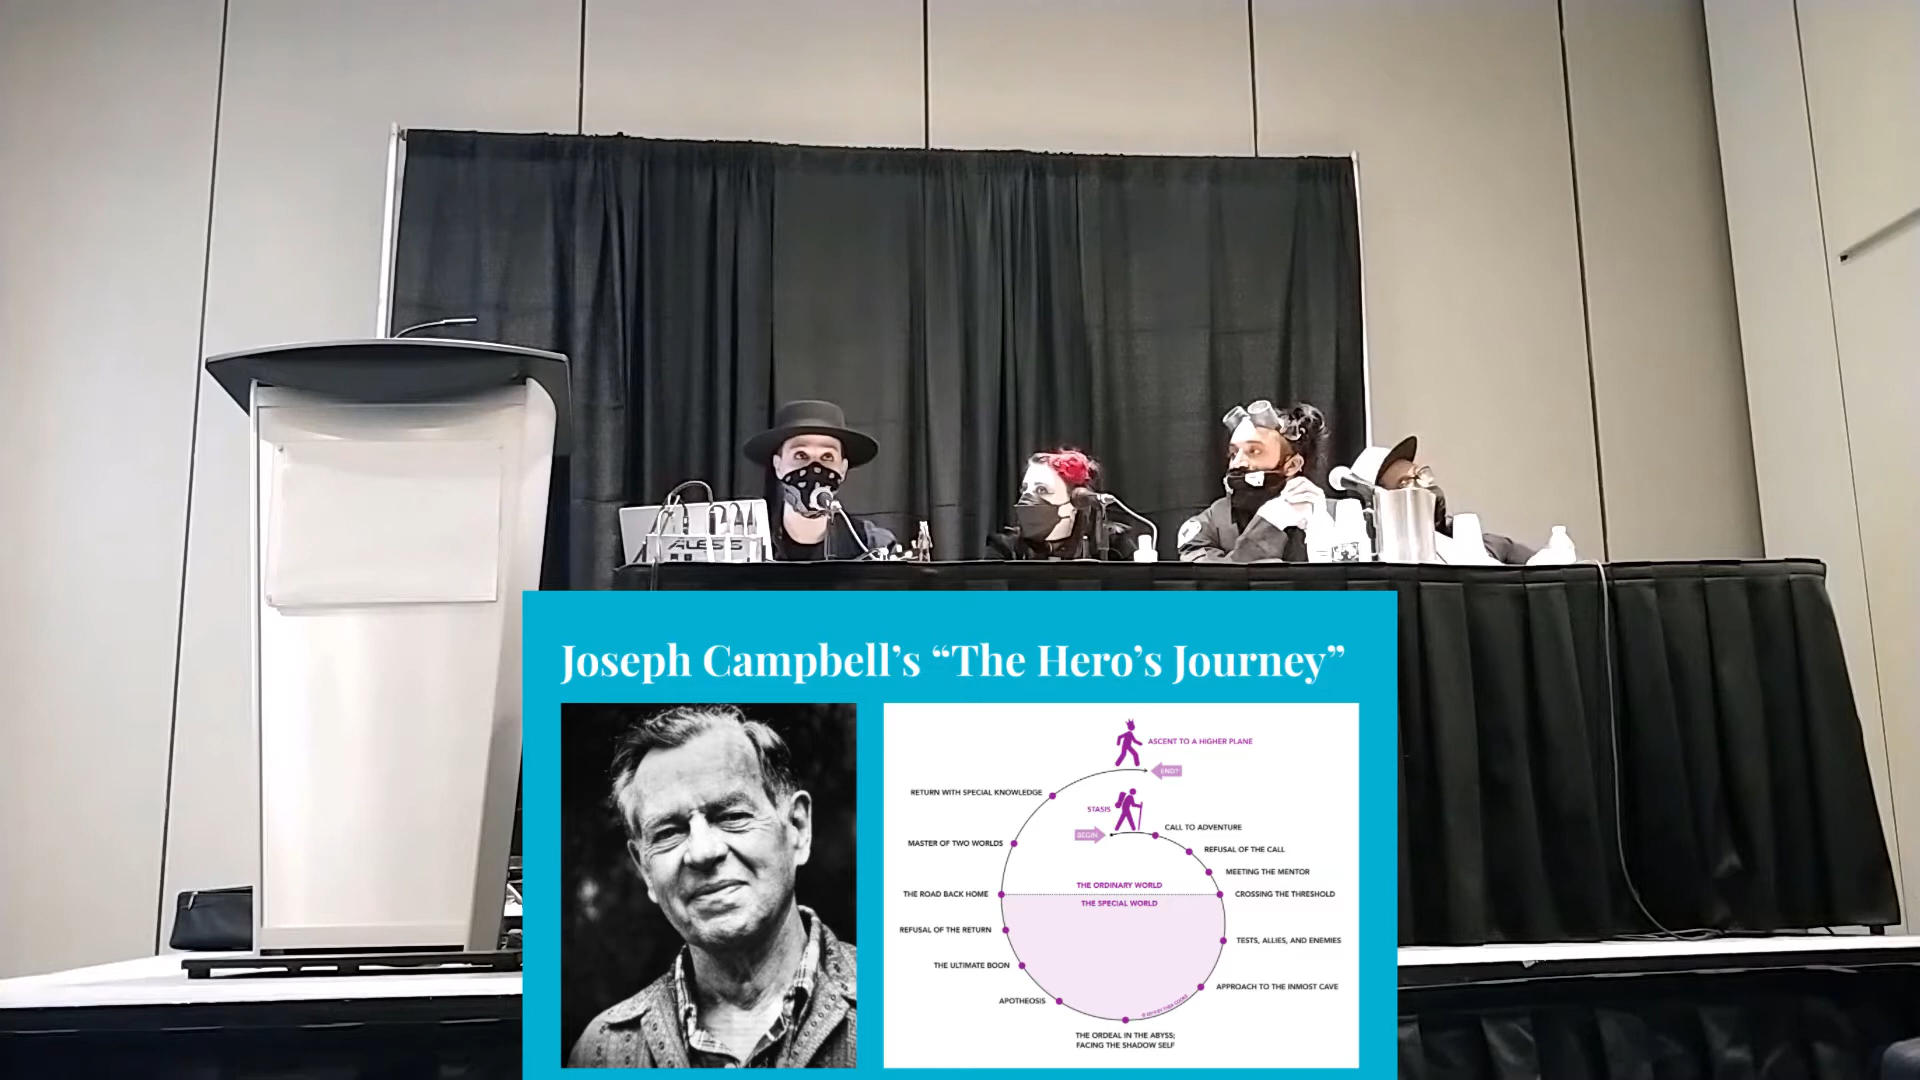 ALESIS
Joseph Campbell’s “The Hero’s Journey”
ASCENT TO A HIGHER PLANE
END?
RETURN WITH SPECIAL KNOWLEDGE
STASIS
BEGIN
CALL TO ADVENTURE
MASTER OF TWO WORLDS
REFUSAL OF THE CALL
MEETING THE MENTOR
THE ORDINARY WORLD
THE ROAD BACK HOME
CROSSING THE THRESHOLD
THE SPECIAL WORLD
REFUSAL OF THE RETURN
TESTS, ALLIES, AND ENEMIES
THE ULTIMATE BOON
APPROACH TO THE INMOST CAVE
APOTHEOSIS
THE ORDEAL IN THE ABYSS;
FACING THE SHADOW SELF